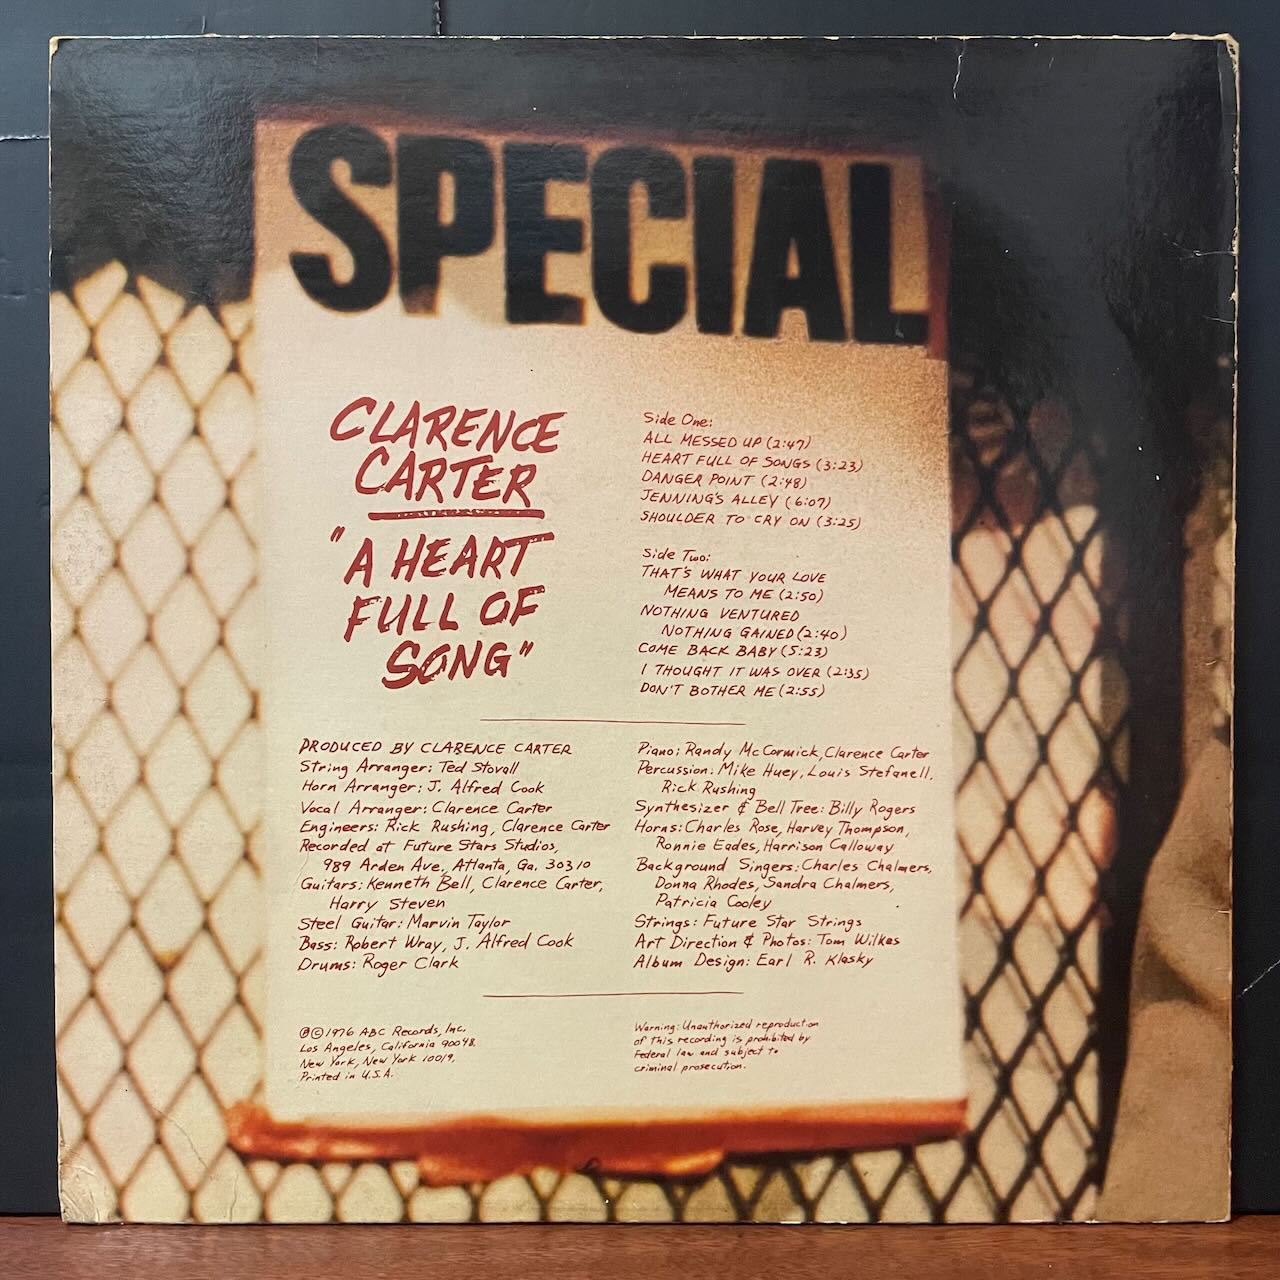 SPECIAL
CLARENCE
CARTER
"A HEART
FULL OF
SONG"
Side One:
ALL MESSED UP (2:47)
HEART FULL OF SONGS (3:23)
DANGER POINT (2:48)
JENNING'S ALLEY (6:07)
SHOULDER TO CRY ON (3:25)
Side Two:
THAT'S WHAT YOUR LOVE
MEANS TO ME (2:50)
NOTHING VENTURED
NOTHING GAINED (2:40)
COME BACK BABY (5:23)
I THOUGHT IT WAS OVER (2:35)
DON'T BOTHER ME (2:55)
PRODUCED BY CLARENCE CARTER
String Arranger: Ted Stovall
Horn Arranger: J. Alfred Cook
Vocal Arranger: Clarence Carter
Engineers: Rick Rushing, Clarence Carter
Recorded at Future Stars Studios,
989 Arden Ave., Atlanta, Ga. 30310
Guitars: Kenneth Bell, Clarence Carter,
Harry Steven
Steel Guitar: Marvin Taylor
Bass: Robert Wray, J. Alfred Cook
Drums: Roger Clark
Piano: Randy McCormick, Clarence Carter
Percussion: Mike Huey, Louis Stefanell,
Rick Rushing
Synthesizer & Bell Tree: Billy Rogers
Horns: Charles Rose, Harvey Thompson,
Ronnie Eades, Harrison Calloway
Background Singers: Charles Chalmers,
Donna Rhodes, Sandra Chalmers,
Patricia Cooley
Strings: Future Star Strings
Art Direction & Photos: Tom Wilkes
Album Design: Earl R. Klasky
℗©1976 ABC Records, Inc.
Los Angeles, California 90048.
New York, New York 10019.
Printed in U.S.A.
Warning: Unauthorized reproduction
of this recording is prohibited by
Federal law and subject to
criminal prosecution.